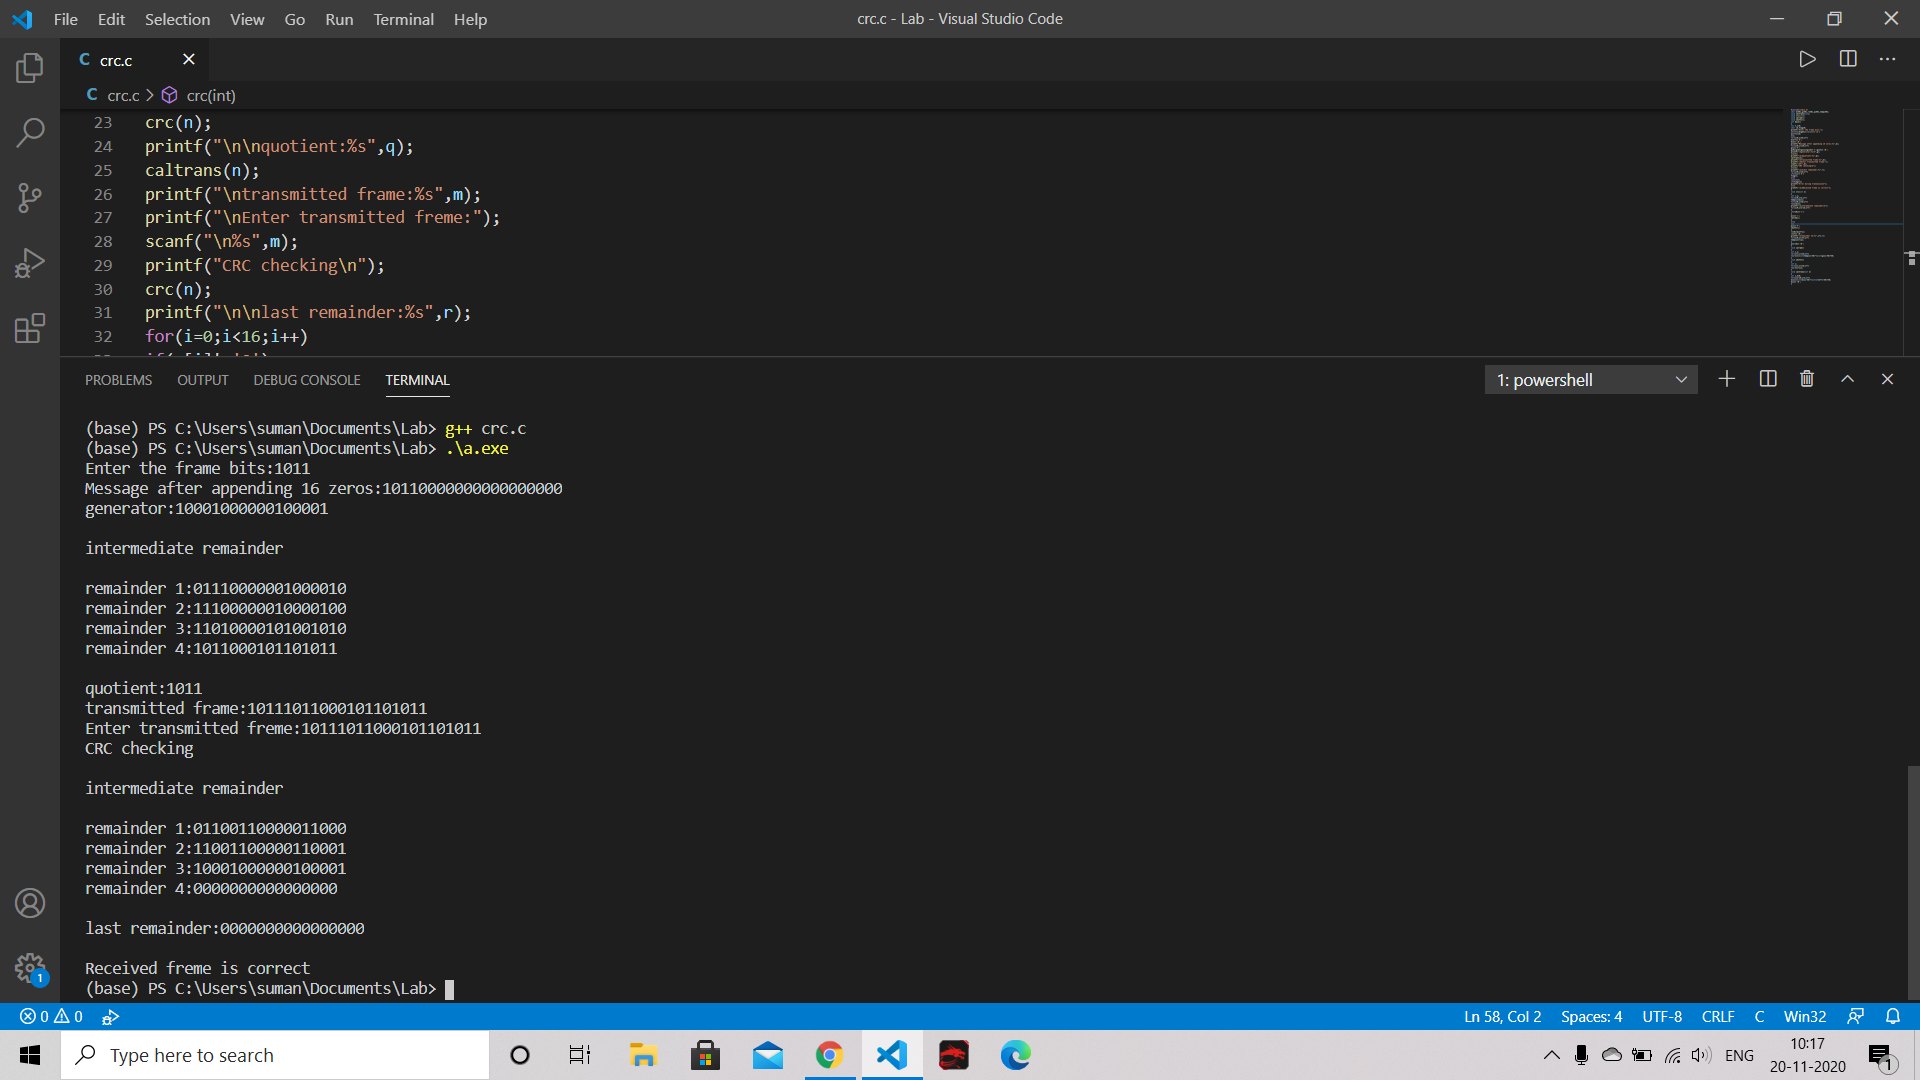 File Edit Selection View Go Run Terminal Help
crc.c - Lab - Visual Studio Code
C crc.c
C crc.c > crc(int)
23 crc(n);
24 printf("\n\nquotient:%s",q);
25 caltrans(n);
26 printf("\ntransmitted frame:%s",m);
27 printf("\nEnter transmitted freme:");
28 scanf("\n%s",m);
29 printf("CRC checking\n");
30 crc(n);
31 printf("\n\nlast remainder:%s",r);
32 for(i=0;i<16;i++)
PROBLEMS OUTPUT DEBUG CONSOLE TERMINAL
1: powershell
(base) PS C:\Users\suman\Documents\Lab> g++ crc.c
(base) PS C:\Users\suman\Documents\Lab> .\a.exe
Enter the frame bits:1011
Message after appending 16 zeros:10110000000000000000
generator:10001000000100001
intermediate remainder
remainder 1:01110000001000010
remainder 2:11100000010000100
remainder 3:11010000101001010
remainder 4:1011000101101011
quotient:1011
transmitted frame:10111011000101101011
Enter transmitted freme:10111011000101101011
CRC checking
intermediate remainder
remainder 1:01100110000011000
remainder 2:11001100000110001
remainder 3:10001000000100001
remainder 4:0000000000000000
last remainder:0000000000000000
Received freme is correct
(base) PS C:\Users\suman\Documents\Lab>
1
0 0
Ln 58, Col 2 Spaces: 4 UTF-8 CRLF C Win32
Type here to search
ENG
10:17
20-11-2020
1